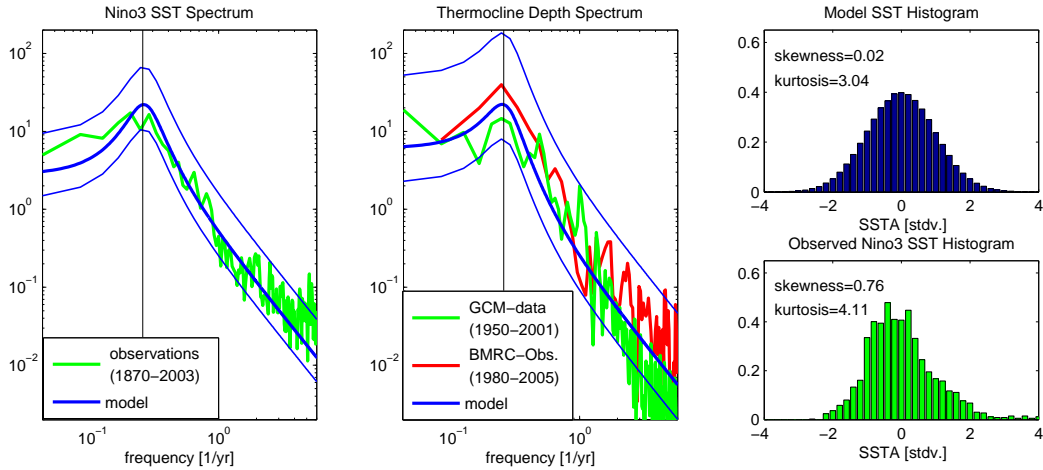 Nino3 SST Spectrum
10^2
10^1
10^0
10^−1
10^−2
observations
(1870−2003)
model
10^−1
10^0
frequency [1/yr]
Thermocline Depth Spectrum
10^2
10^1
10^0
10^−1
10^−2
GCM−data
(1950−2001)
BMRC−Obs.
(1980−2005)
model
10^−1
10^0
frequency [1/yr]
Model SST Histogram
0.6
0.4
0.2
0
skewness=0.02
kurtosis=3.04
−4 −2 0 2 4
SSTA [stdv.]
Observed Nino3 SST Histogram
0.6
0.4
0.2
0
skewness=0.76
kurtosis=4.11
−4 −2 0 2 4
SSTA [stdv.]